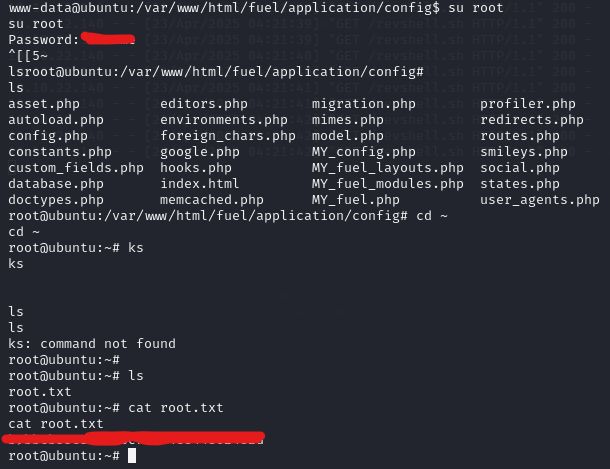 www-data@ubuntu:/var/www/html/fuel/application/config$ su root
su root
Password:
^[[5~
lsroot@ubuntu:/var/www/html/fuel/application/config#
ls
asset.php editors.php migration.php profiler.php
autoload.php environments.php mimes.php redirects.php
config.php foreign_chars.php model.php routes.php
constants.php google.php MY_config.php smileys.php
custom_fields.php hooks.php MY_fuel_layouts.php social.php
database.php index.html MY_fuel_modules.php states.php
doctypes.php memcached.php MY_fuel.php user_agents.php
root@ubuntu:/var/www/html/fuel/application/config# cd ~
cd ~
root@ubuntu:~# ks
ks
ls
ls
ks: command not found
root@ubuntu:~#
root@ubuntu:~# ls
root.txt
root@ubuntu:~# cat root.txt
cat root.txt
root@ubuntu:~#